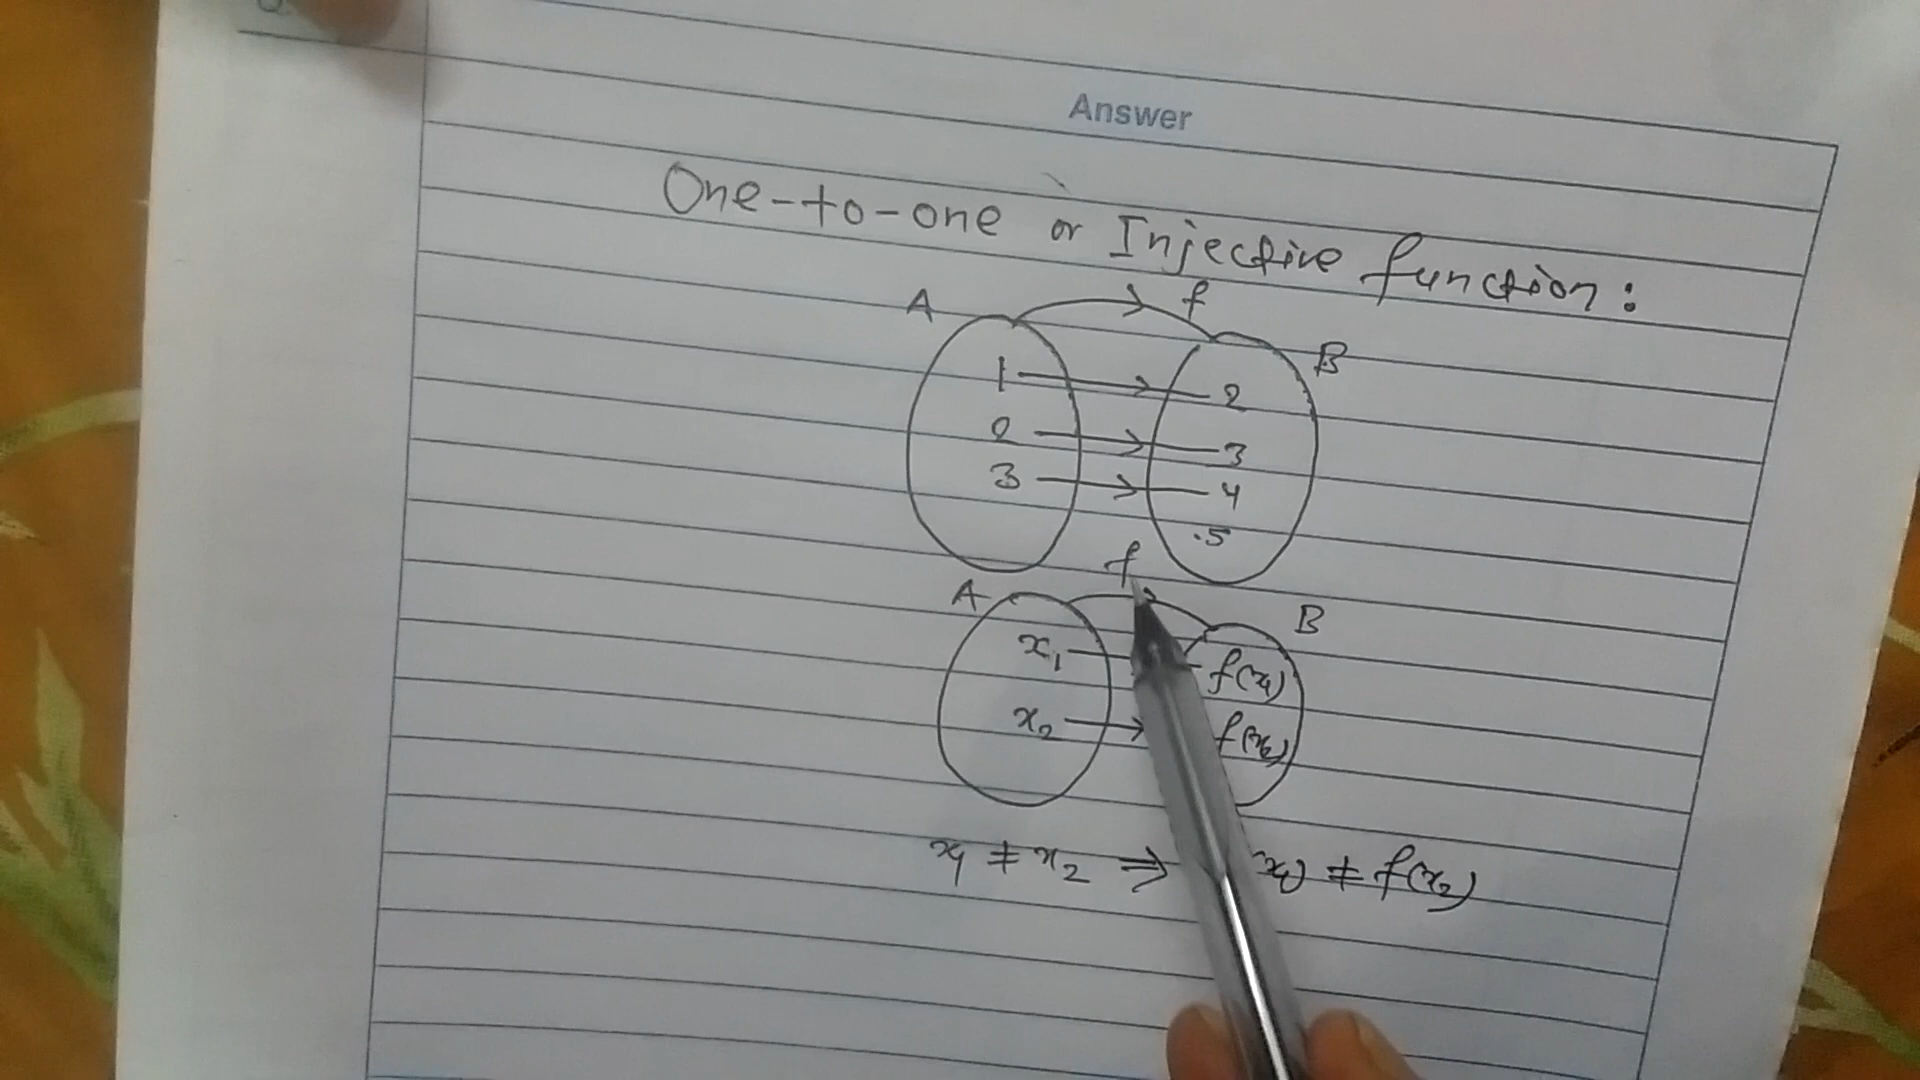 Answer
One-to-one or Injective function:
A f B
1 2
2 3
3 4
.5
f
A B
x₁ f(x₁)
x₂ f(x₂)
x₁ ≠ x₂ ⇒ x₁) ≠ f(x₂)